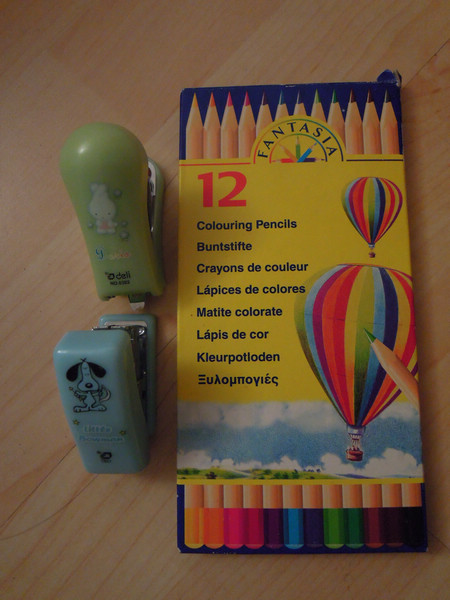 FANTASIA
12
Colouring Pencils
Buntstifte
Crayons de couleur
Lápices de colores
Matite colorate
Lápis de cor
Kleurpotloden
Ξυλομπογιές
deli